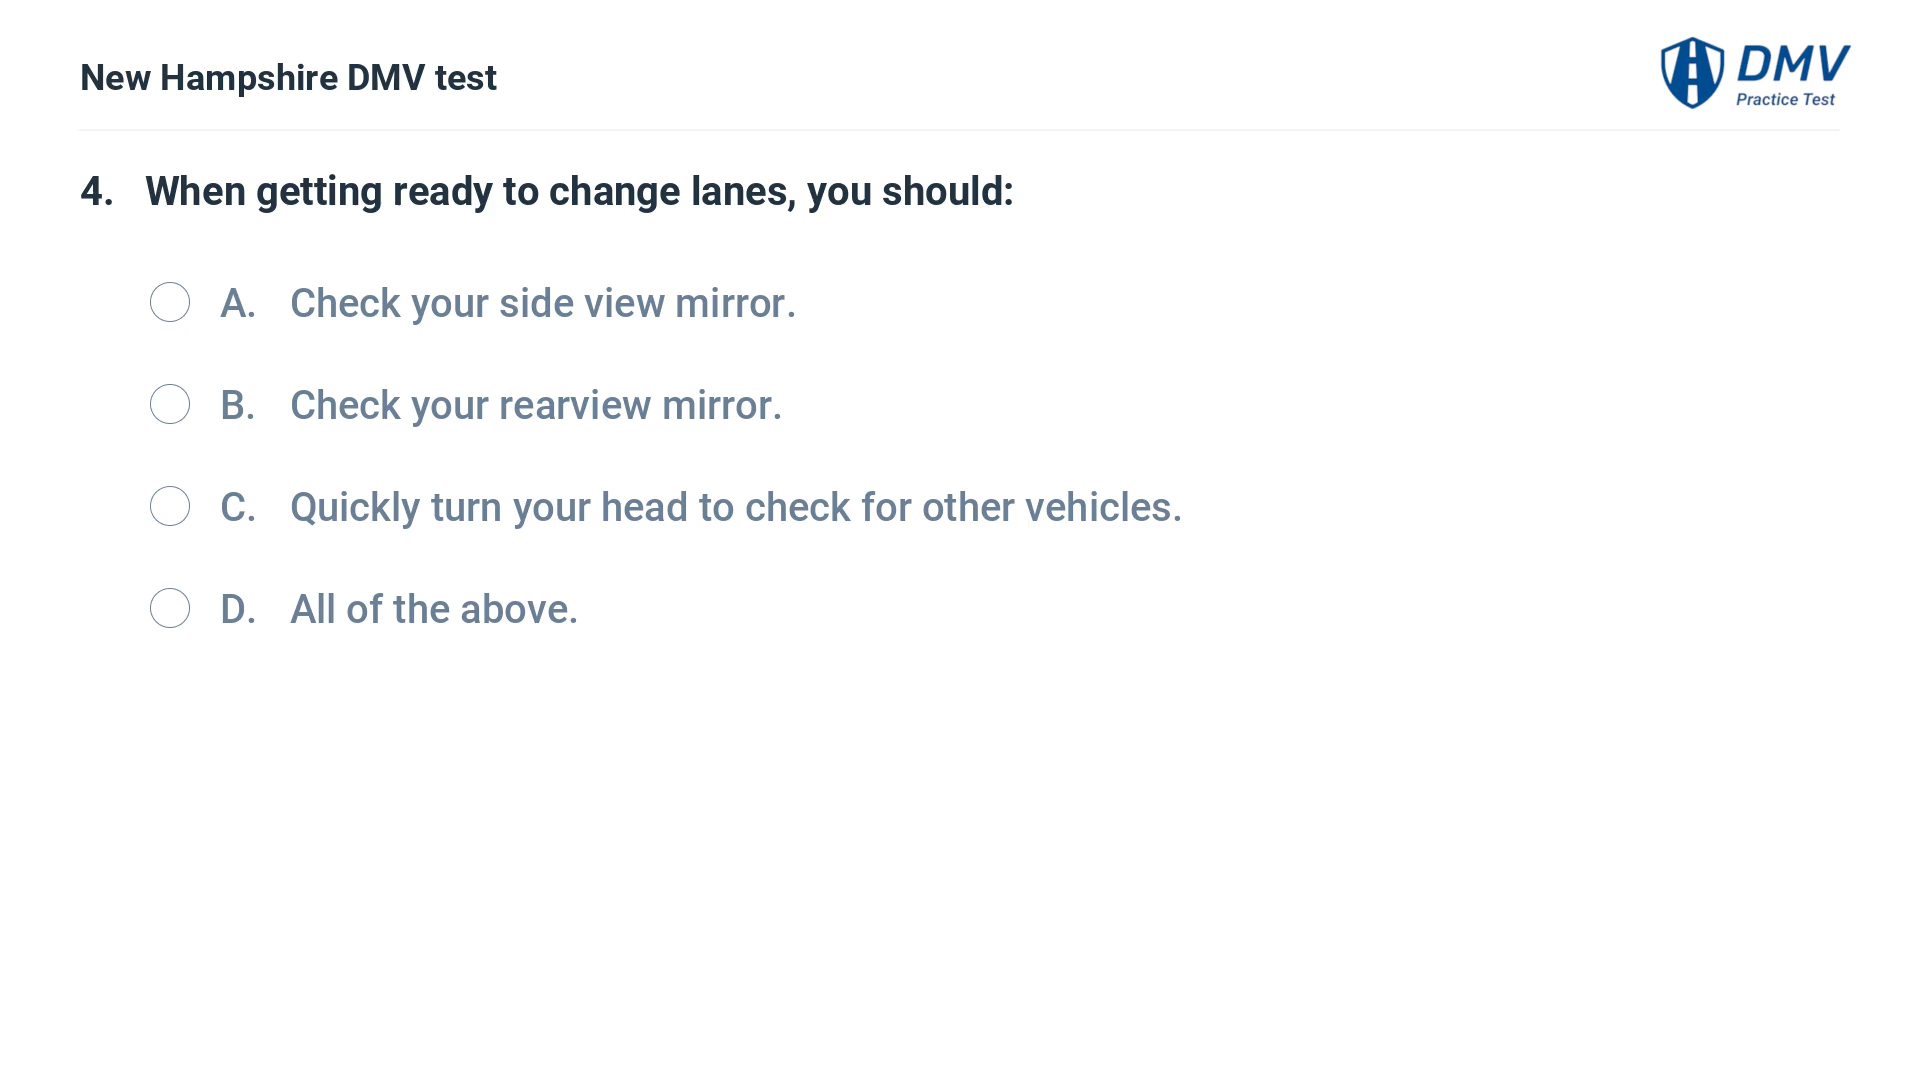 New Hampshire DMV test
DMV
Practice Test
4. When getting ready to change lanes, you should:
A. Check your side view mirror.
B. Check your rearview mirror.
C. Quickly turn your head to check for other vehicles.
D. All of the above.